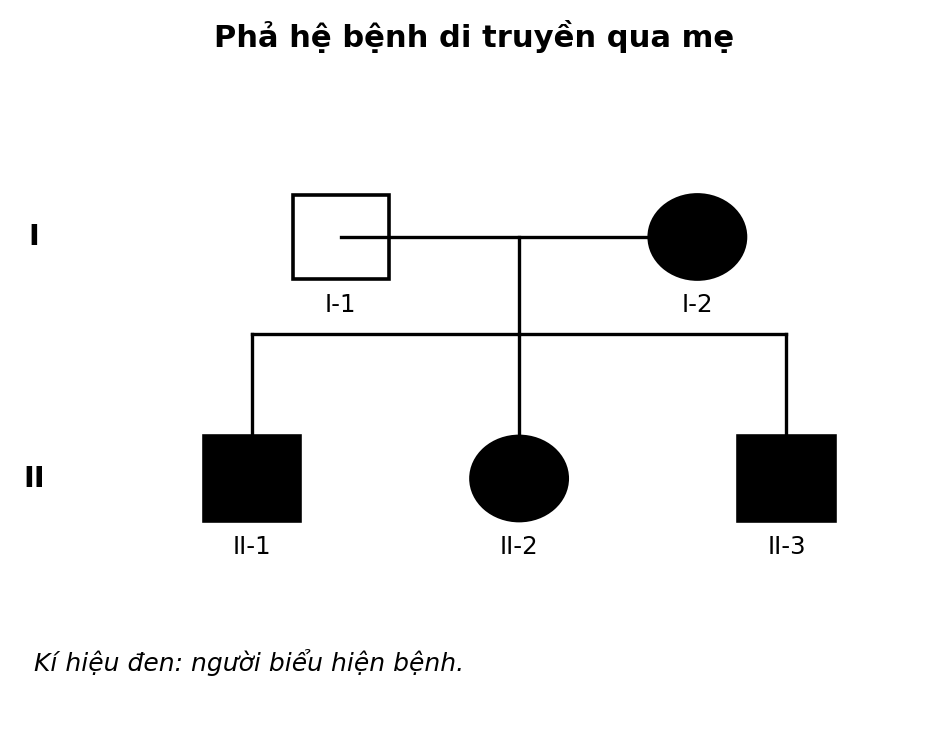 Phả hệ bệnh di truyền qua mẹ
I
I-1
I-2
II
II-1
II-2
II-3
Kí hiệu đen: người biểu hiện bệnh.